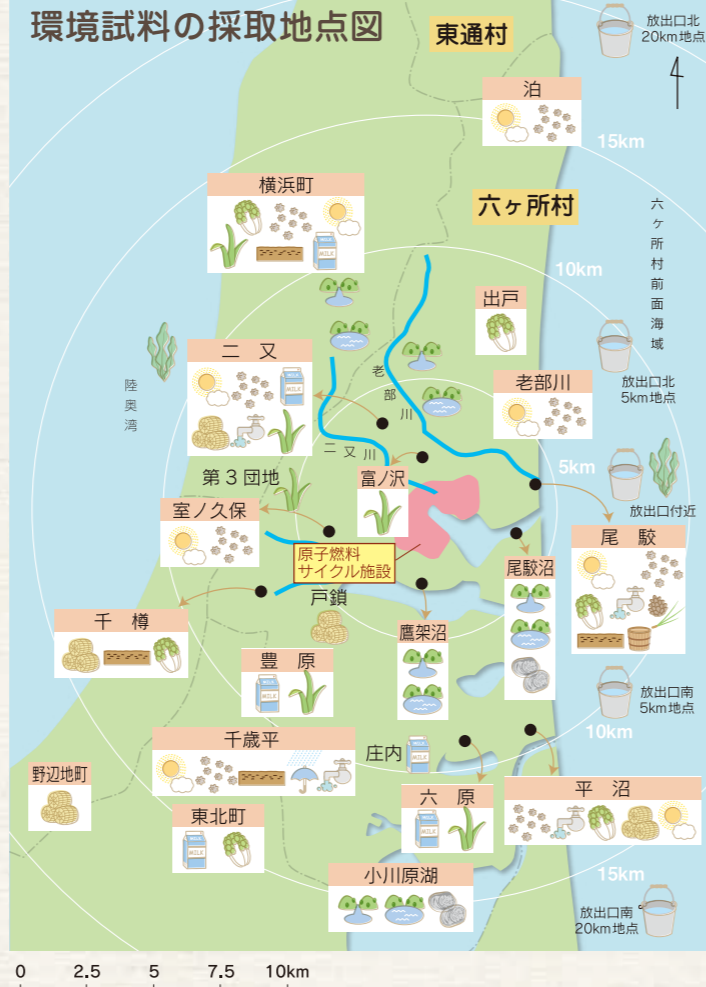 環境試料の採取地点図
東通村
放出口北
20km地点
泊
15km
横浜町
MILK
六ヶ所村
六ヶ所村前面海域
10km
出戸
二 又
MILK
老部川
老部川
放出口北
5km地点
陸奥湾
二又川
第3団地
富ノ沢
5km
放出口付近
室ノ久保
尾 駮
原子燃料
サイクル施設
尾駮沼
戸鎖
千 樽
鷹架沼
豊 原
MILK
放出口南
5km地点
10km
千歳平
庄内
MILK
野辺地町
東北町
MILK
六 原
MILK
平 沼
小川原湖
15km
放出口南
20km地点
0 2.5 5 7.5 10km